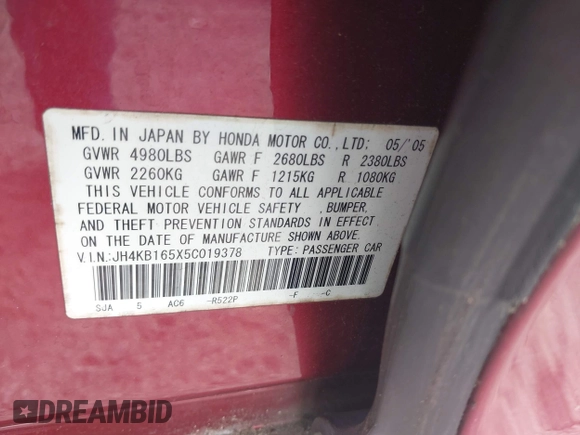 MFD. IN JAPAN BY HONDA MOTOR CO.,LTD: 05/'05
GVWR 4980LBS GAWR F 2680LBS R 2380LBS
GVWR 2260KG GAWR F 1215KG R 1080KG
THIS VEHICLE CONFORMS TO ALL APPLICABLE
FEDERAL MOTOR VEHICLE SAFETY ,BUMPER,
AND THEFT PREVENTION STANDARDS IN EFFECT
ON THE DATE OF MANUFACTURE SHOWN ABOVE.
V.I.N.:JH4KB165X5C019378 TYPE: PASSENGER CAR
SJA 5 AC6 -R522P -F -C
DREAMBID